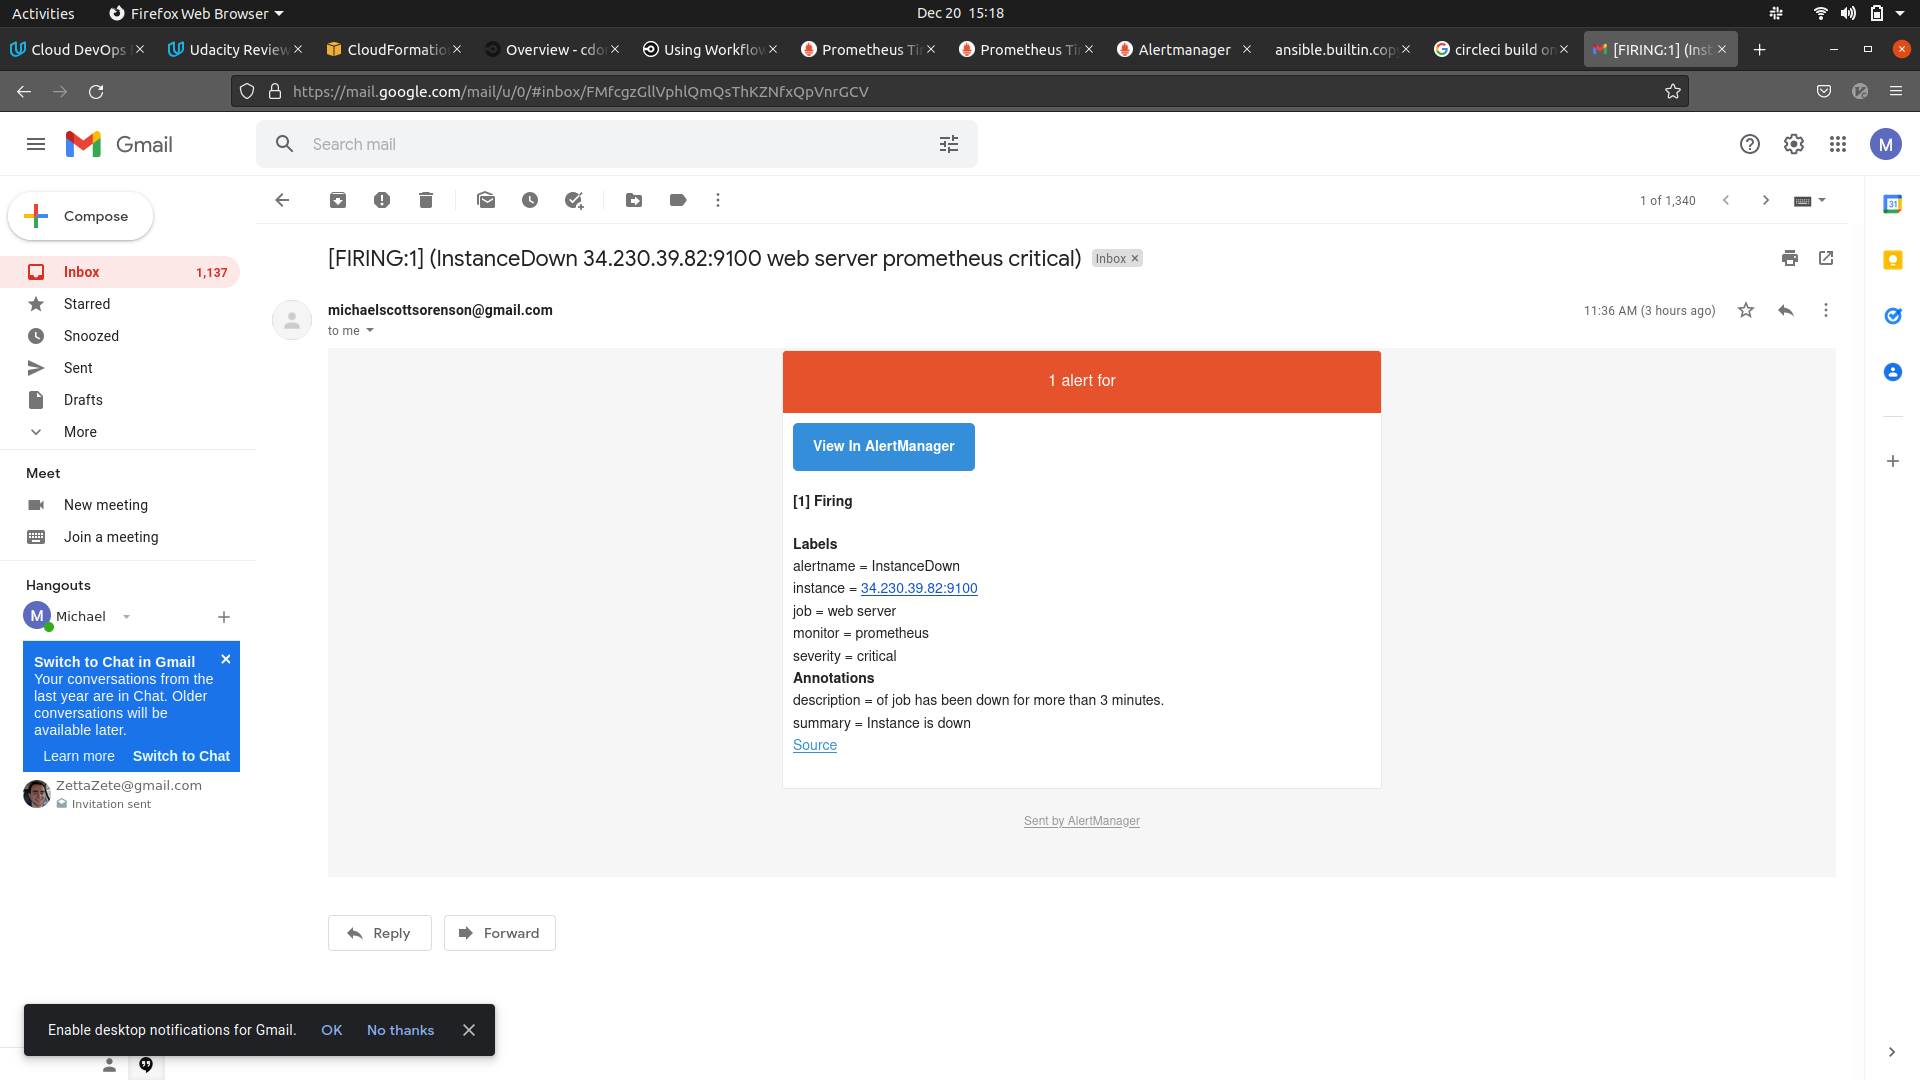 Activities
Firefox Web Browser
Dec 20 15:18
Cloud DevOps
Udacity Review
CloudFormatio
Overview - cdo
Using Workflow
Prometheus Ti
Prometheus Ti
Alertmanager
ansible.builtin.cop
circleci build on
[FIRING:1] (Inst
https://mail.google.com/mail/u/0/#inbox/FMfcgzGllVphlQmQsThKZNfxQpVnrGCV
Gmail
Search mail
M
Compose
1 of 1,340
31
Inbox 1,137
Starred
Snoozed
Sent
Drafts
More
Meet
New meeting
Join a meeting
Hangouts
M Michael
Switch to Chat in Gmail
Your conversations from the
last year are in Chat. Older
conversations will be
available later.
Learn more Switch to Chat
ZettaZete@gmail.com
Invitation sent
[FIRING:1] (InstanceDown 34.230.39.82:9100 web server prometheus critical) Inbox
michaelscottsorenson@gmail.com
11:36 AM (3 hours ago)
to me
1 alert for
View In AlertManager
[1] Firing
Labels
alertname = InstanceDown
instance = 34.230.39.82:9100
job = web server
monitor = prometheus
severity = critical
Annotations
description = of job has been down for more than 3 minutes.
summary = Instance is down
Source
Sent by AlertManager
Reply
Forward
Enable desktop notifications for Gmail. OK No thanks